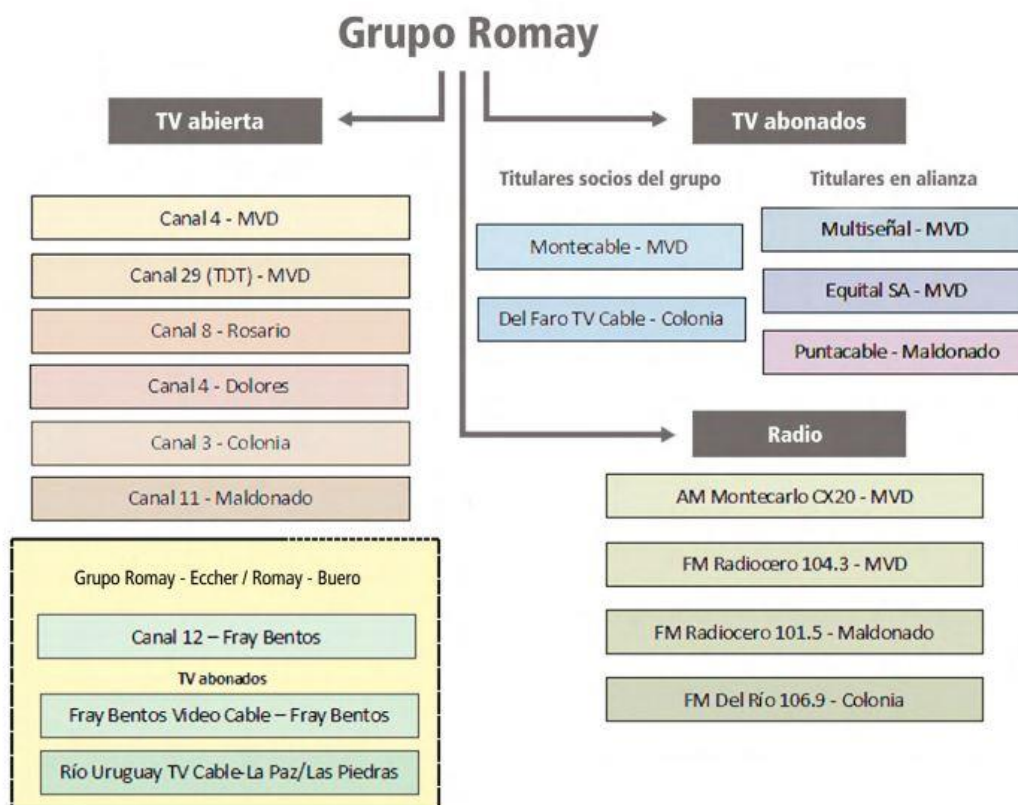 Grupo Romay
TV abierta
Canal 4 - MVD
Canal 29 (TDT) - MVD
Canal 8 - Rosario
Canal 4 - Dolores
Canal 3 - Colonia
Canal 11 - Maldonado
Grupo Romay - Eccher / Romay - Buero
Canal 12 – Fray Bentos
TV abonados
Fray Bentos Video Cable – Fray Bentos
Río Uruguay TV Cable-La Paz/Las Piedras
TV abonados
Titulares socios del grupo
Montecable - MVD
Del Faro TV Cable - Colonia
Titulares en alianza
Multiseñal - MVD
Equital SA - MVD
Puntacable - Maldonado
Radio
AM Montecarlo CX20 - MVD
FM Radiocero 104.3 - MVD
FM Radiocero 101.5 - Maldonado
FM Del Río 106.9 - Colonia